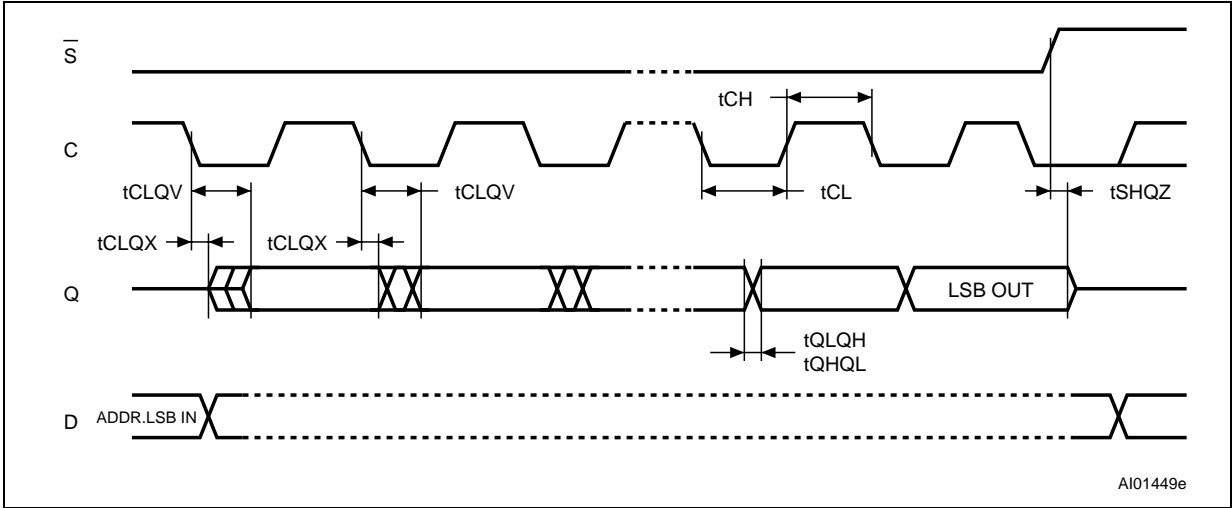 S
tCH
C
tCLQV
tCLQV
tCL
tSHQZ
tCLQX
tCLQX
Q
LSB OUT
tQLQH
tQHQL
D
ADDR.LSB IN
AI01449e